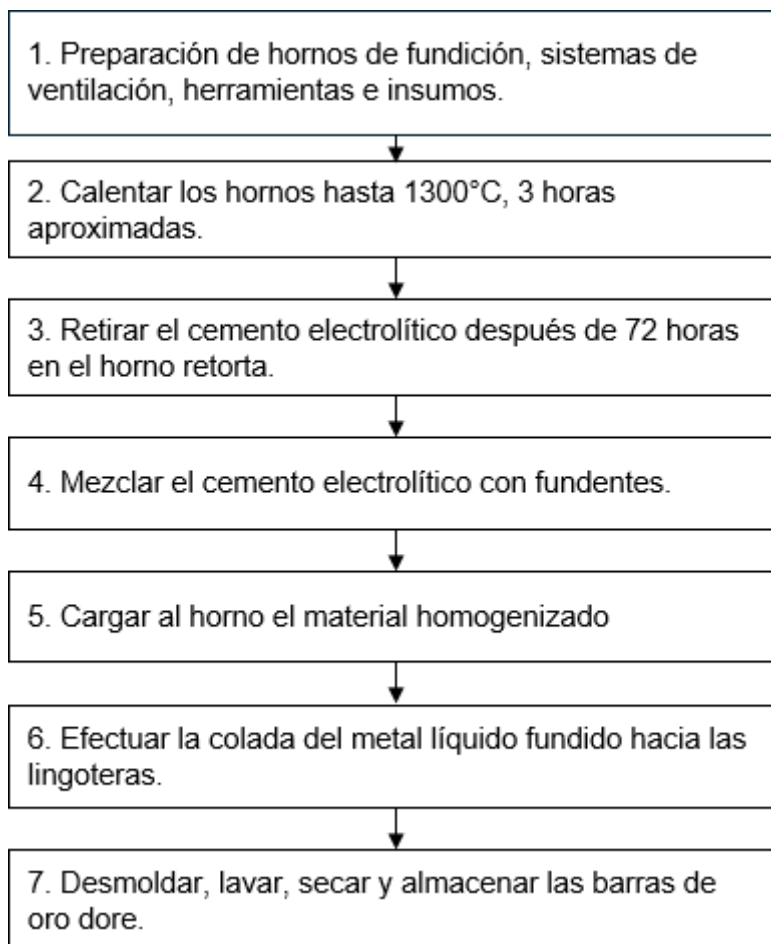 1. Preparación de hornos de fundición, sistemas de
ventilación, herramientas e insumos.
2. Calentar los hornos hasta 1300°C, 3 horas
aproximadas.
3. Retirar el cemento electrolítico después de 72 horas
en el horno retorta.
4. Mezclar el cemento electrolítico con fundentes.
5. Cargar al horno el material homogenizado
6. Efectuar la colada del metal líquido fundido hacia las
lingoteras.
7. Desmoldar, lavar, secar y almacenar las barras de
oro dore.